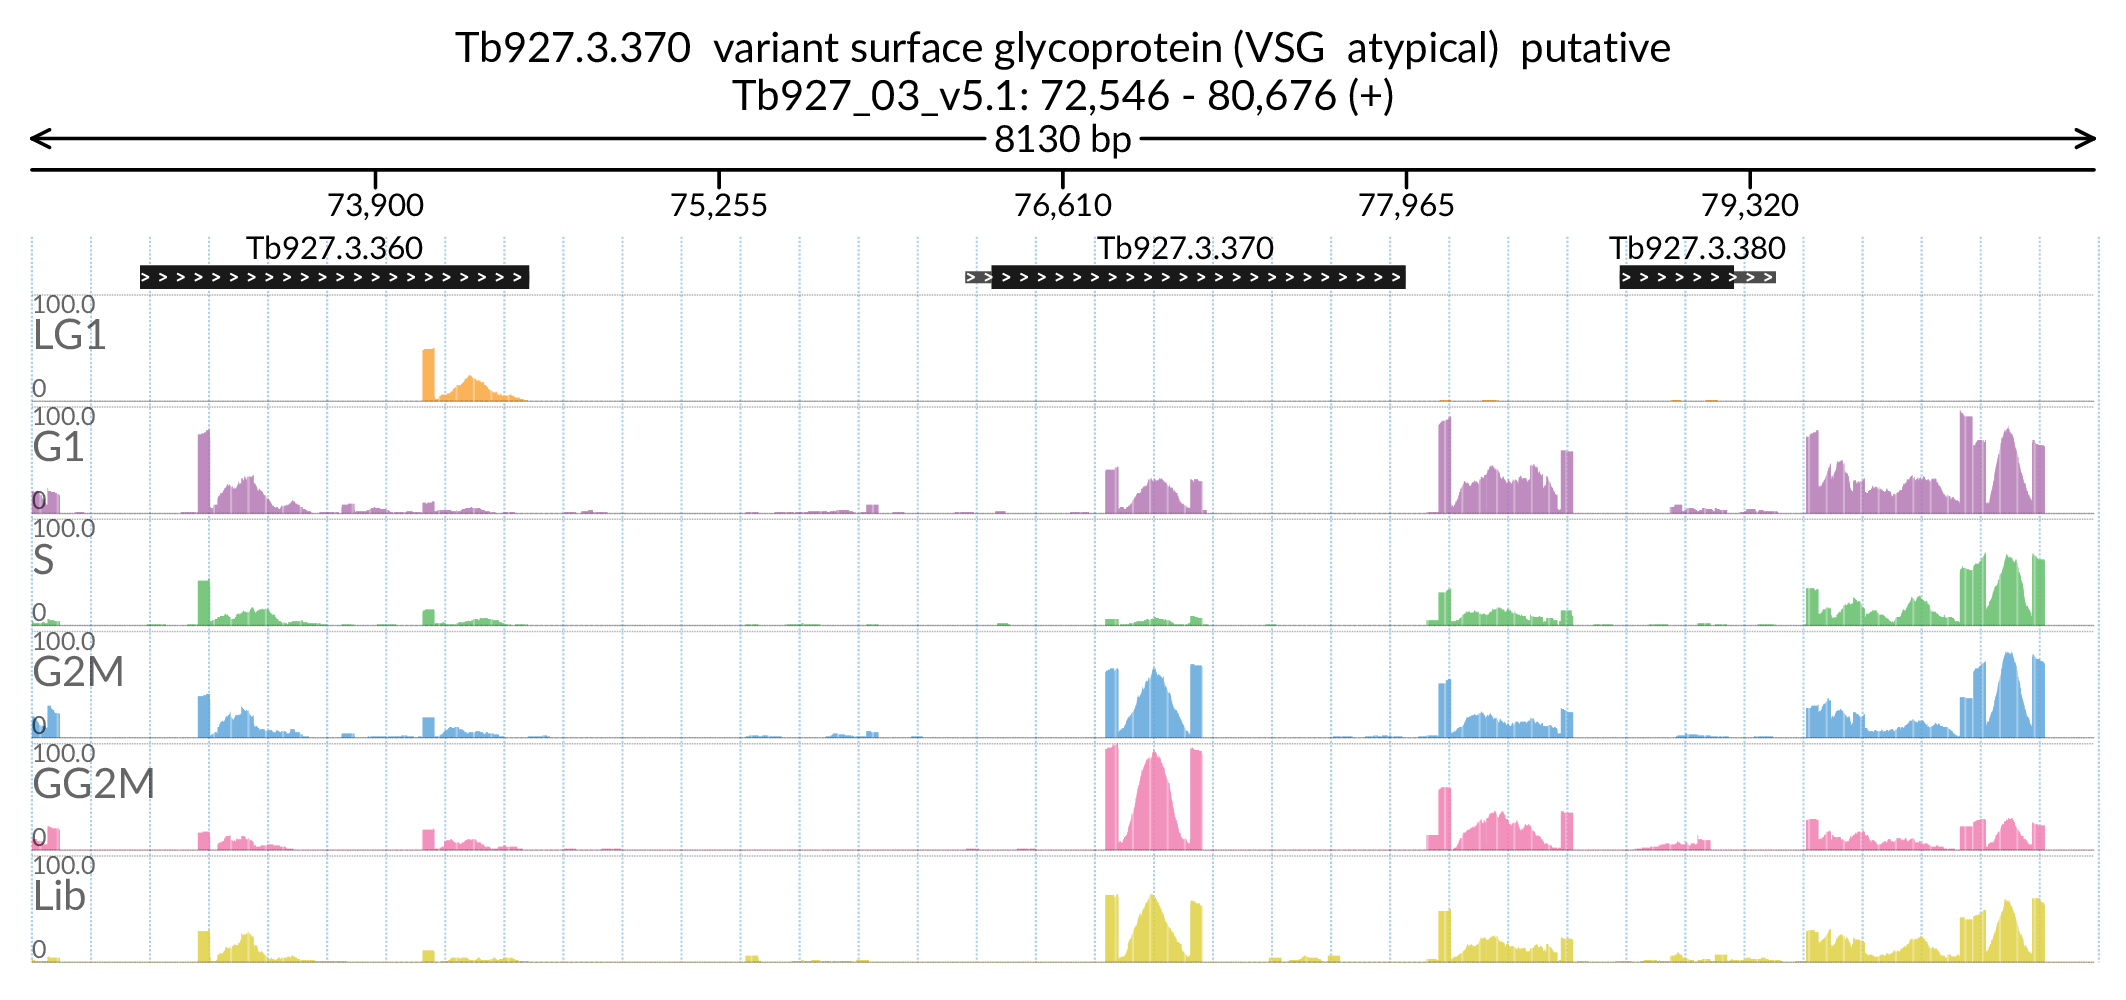 Tb927.3.370  variant surface glycoprotein (VSG  atypical)  putative
Tb927_03_v5.1: 72,546 - 80,676 (+)
8130 bp
73,900 75,255 76,610 77,965 79,320
Tb927.3.360 Tb927.3.370 Tb927.3.380
100.0
LG1
0
100.0
G1
0
100.0
S
0
100.0
G2M
0
100.0
GG2M
0
100.0
Lib
0